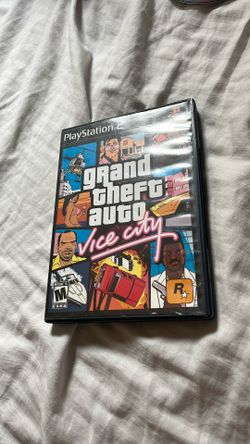 PlayStation 2
grand
theft
auto
Vice City
M
R